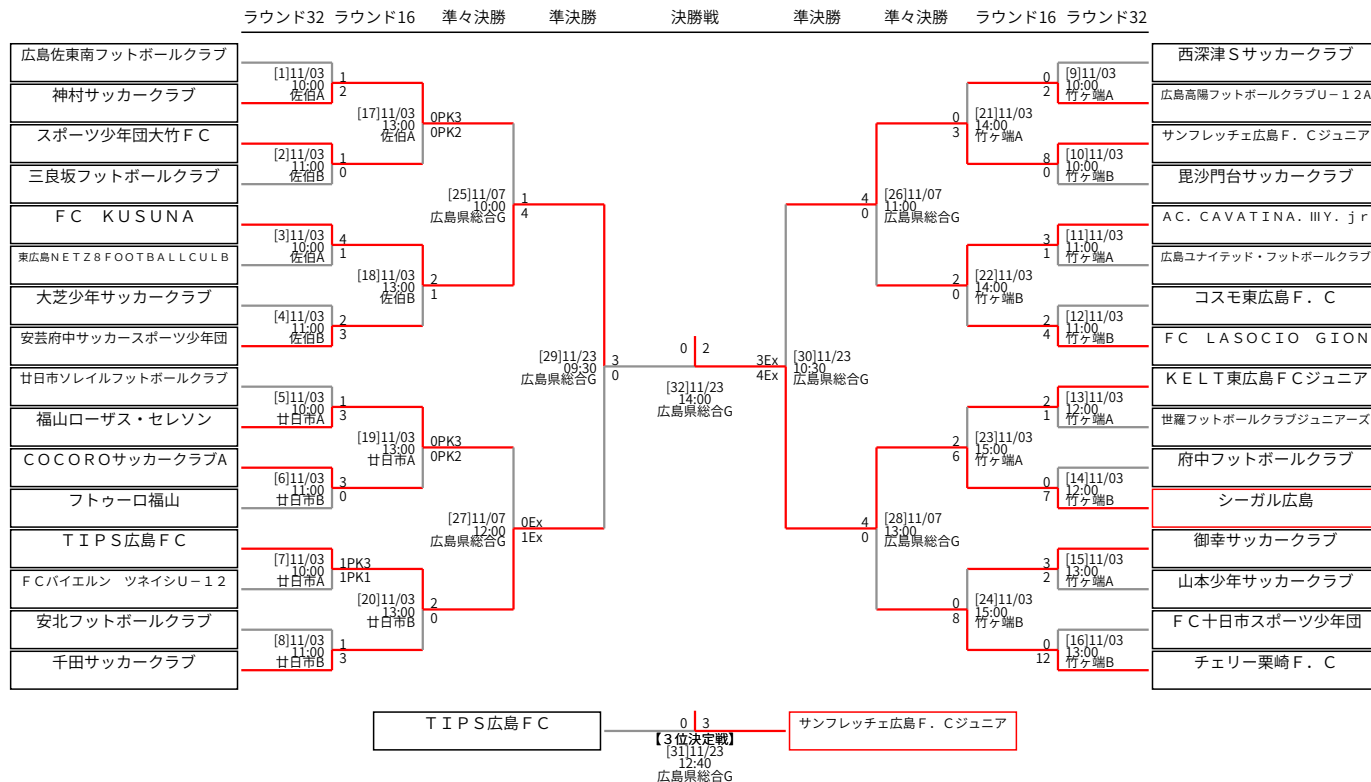 ラウンド32 ラウンド16 準々決勝 準決勝 決勝戦 準決勝 準々決勝 ラウンド16 ラウンド32
広島佐東南フットボールクラブ
神村サッカークラブ
スポーツ少年団大竹ＦＣ
三良坂フットボールクラブ
ＦＣ　ＫＵＳＵＮＡ
東広島ＮＥＴＺ８ＦＯＯＴＢＡＬＬＣＵＬＢ
大芝少年サッカークラブ
安芸府中サッカースポーツ少年団
廿日市ソレイルフットボールクラブ
福山ローザス・セレソン
ＣＯＣＯＲＯサッカークラブA
フトゥーロ福山
ＴＩＰＳ広島ＦＣ
ＦＣバイエルン　ツネイシＵ－１２
安北フットボールクラブ
千田サッカークラブ
[1]11/03
10:00
佐伯A
1
2
[2]11/03
11:00
佐伯B
1
0
[3]11/03
10:00
佐伯A
4
1
[4]11/03
11:00
佐伯B
2
3
[5]11/03
10:00
廿日市A
1
3
[6]11/03
11:00
廿日市B
3
0
[7]11/03
10:00
廿日市A
1PK3
1PK1
[8]11/03
11:00
廿日市B
1
3
[17]11/03
13:00
佐伯A
0PK3
0PK2
[18]11/03
13:00
佐伯B
2
1
[19]11/03
13:00
廿日市A
0PK3
0PK2
[20]11/03
13:00
廿日市B
2
0
[25]11/07
10:00
広島県総合G
1
4
[27]11/07
12:00
広島県総合G
0Ex
1Ex
[29]11/23
09:30
広島県総合G
3
0
0 2
[32]11/23
14:00
広島県総合G
3Ex
4Ex
[30]11/23
10:30
広島県総合G
4
0
[26]11/07
11:00
広島県総合G
4
0
[28]11/07
13:00
広島県総合G
0
3
[21]11/03
14:00
竹ヶ端A
2
0
[22]11/03
14:00
竹ヶ端B
2
6
[23]11/03
15:00
竹ヶ端A
0
8
[24]11/03
15:00
竹ヶ端B
0
2
[9]11/03
10:00
竹ヶ端A
8
0
[10]11/03
10:00
竹ヶ端B
3
1
[11]11/03
11:00
竹ヶ端A
2
4
[12]11/03
11:00
竹ヶ端B
2
1
[13]11/03
12:00
竹ヶ端A
0
7
[14]11/03
12:00
竹ヶ端B
3
2
[15]11/03
13:00
竹ヶ端A
0
12
[16]11/03
13:00
竹ヶ端B
西深津Ｓサッカークラブ
広島高陽フットボールクラブＵ－１２A
サンフレッチェ広島Ｆ．Ｃジュニア
毘沙門台サッカークラブ
ＡＣ．ＣＡＶＡＴＩＮＡ．ⅢＹ．ｊｒ
広島ユナイテッド・フットボールクラブ
コスモ東広島Ｆ．Ｃ
ＦＣ　ＬＡＳＯＣＩＯ　ＧＩＯＮ
ＫＥＬＴ東広島ＦＣジュニア
世羅フットボールクラブジュニアーズ
府中フットボールクラブ
シーガル広島
御幸サッカークラブ
山本少年サッカークラブ
ＦＣ十日市スポーツ少年団
チェリー栗崎Ｆ．Ｃ
ＴＩＰＳ広島ＦＣ
0 3
サンフレッチェ広島Ｆ．Ｃジュニア
【３位決定戦】
[31]11/23
12:40
広島県総合G